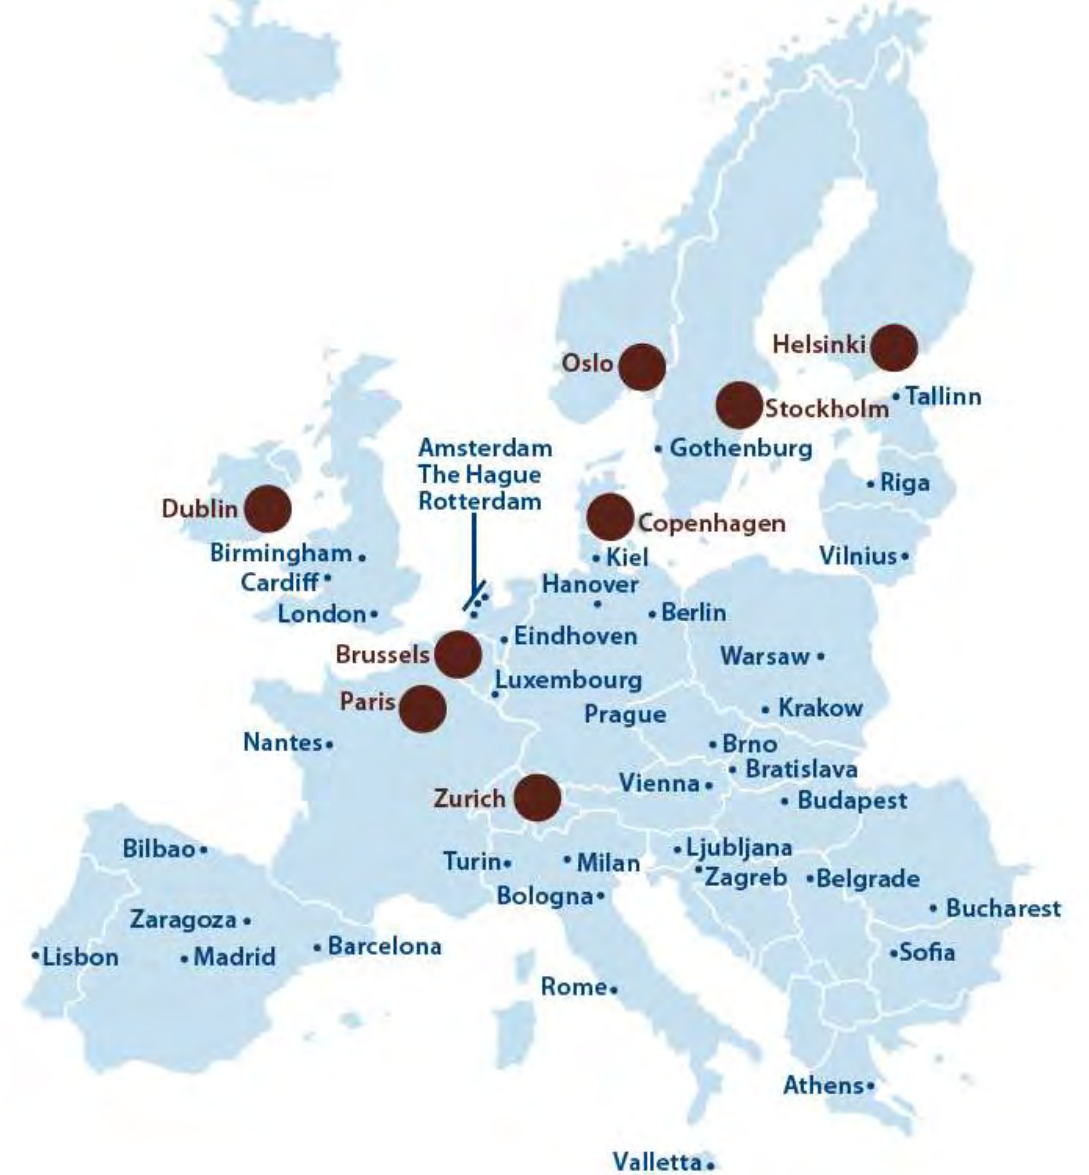 Helsinki
Oslo
Tallinn
Stockholm
Gothenburg
Amsterdam
The Hague
Rotterdam
Riga
Dublin
Copenhagen
Birmingham
Kiel
Vilnius
Cardiff
Hanover
London
Berlin
Eindhoven
Brussels
Warsaw
Luxembourg
Paris
Krakow
Prague
Nantes
Brno
Bratislava
Vienna
Zurich
Budapest
Bilbao
Ljubljana
Turin
Milan
Zagreb
Belgrade
Bologna
Bucharest
Zaragoza
Barcelona
Sofia
Lisbon
Madrid
Rome
Athens
Valletta